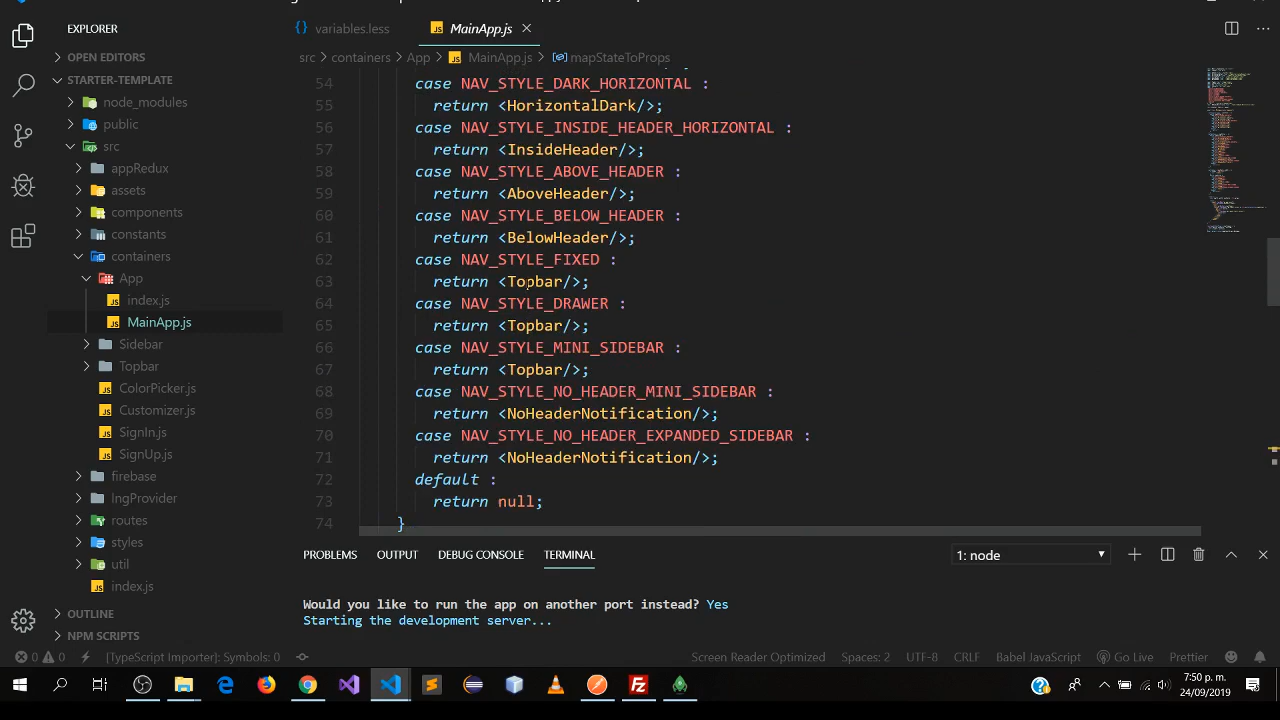 EXPLORER
OPEN EDITORS
STARTER-TEMPLATE
node_modules
public
src
appRedux
assets
components
constants
containers
App
index.js
MainApp.js
Sidebar
Topbar
ColorPicker.js
Customizer.js
SignIn.js
SignUp.js
firebase
lngProvider
routes
styles
util
index.js
OUTLINE
NPM SCRIPTS
variables.less
MainApp.js
src > containers > App > MainApp.js > mapStateToProps
54 case NAV_STYLE_DARK_HORIZONTAL :
55 return <HorizontalDark/>;
56 case NAV_STYLE_INSIDE_HEADER_HORIZONTAL :
57 return <InsideHeader/>;
58 case NAV_STYLE_ABOVE_HEADER :
59 return <AboveHeader/>;
60 case NAV_STYLE_BELOW_HEADER :
61 return <BelowHeader/>;
62 case NAV_STYLE_FIXED :
63 return <Topbar/>;
64 case NAV_STYLE_DRAWER :
65 return <Topbar/>;
66 case NAV_STYLE_MINI_SIDEBAR :
67 return <Topbar/>;
68 case NAV_STYLE_NO_HEADER_MINI_SIDEBAR :
69 return <NoHeaderNotification/>;
70 case NAV_STYLE_NO_HEADER_EXPANDED_SIDEBAR :
71 return <NoHeaderNotification/>;
72 default :
73 return null;
74 }
PROBLEMS OUTPUT DEBUG CONSOLE TERMINAL 1: node
Would you like to run the app on another port instead? Yes
Starting the development server...
0 0 [TypeScript Importer]: Symbols: 0 Screen Reader Optimized Spaces: 2 UTF-8 CRLF Babel JavaScript Go Live Prettier
7:50 p. m.
24/09/2019